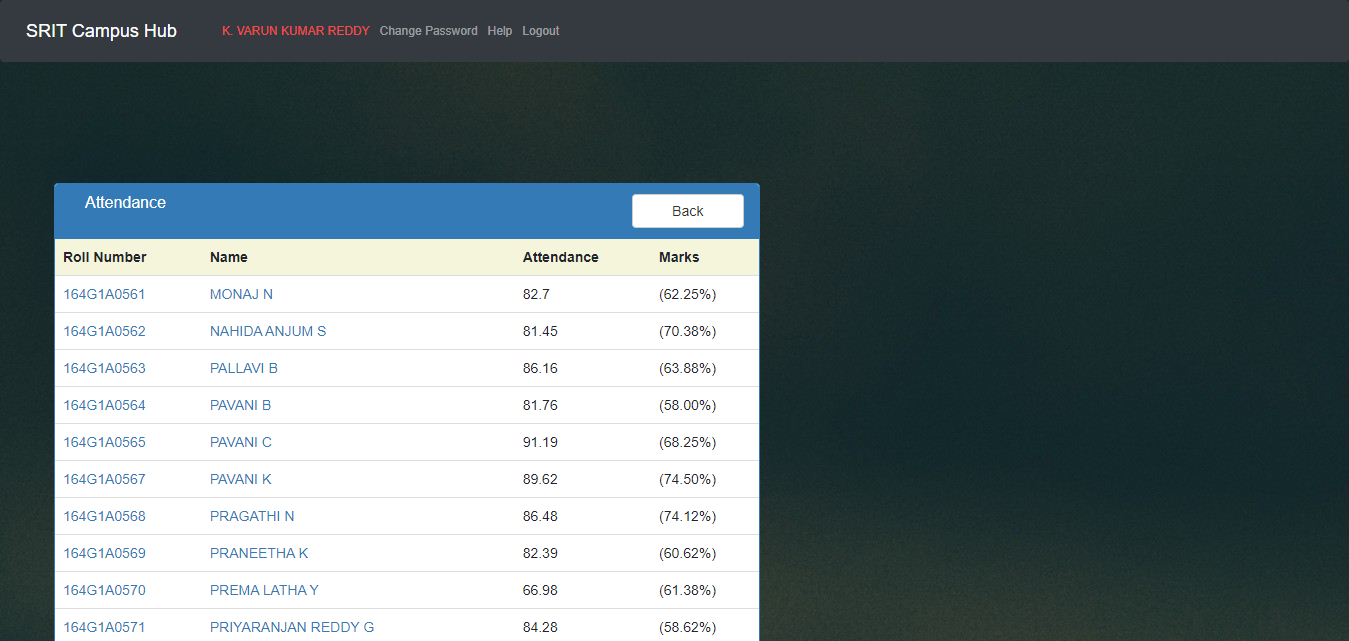 SRIT Campus Hub K. VARUN KUMAR REDDY Change Password Help Logout
Attendance Back
Roll Number Name Attendance Marks
164G1A0561 MONAJ N 82.7 (62.25%)
164G1A0562 NAHIDA ANJUM S 81.45 (70.38%)
164G1A0563 PALLAVI B 86.16 (63.88%)
164G1A0564 PAVANI B 81.76 (58.00%)
164G1A0565 PAVANI C 91.19 (68.25%)
164G1A0567 PAVANI K 89.62 (74.50%)
164G1A0568 PRAGATHI N 86.48 (74.12%)
164G1A0569 PRANEETHA K 82.39 (60.62%)
164G1A0570 PREMA LATHA Y 66.98 (61.38%)
164G1A0571 PRIYARANJAN REDDY G 84.28 (58.62%)